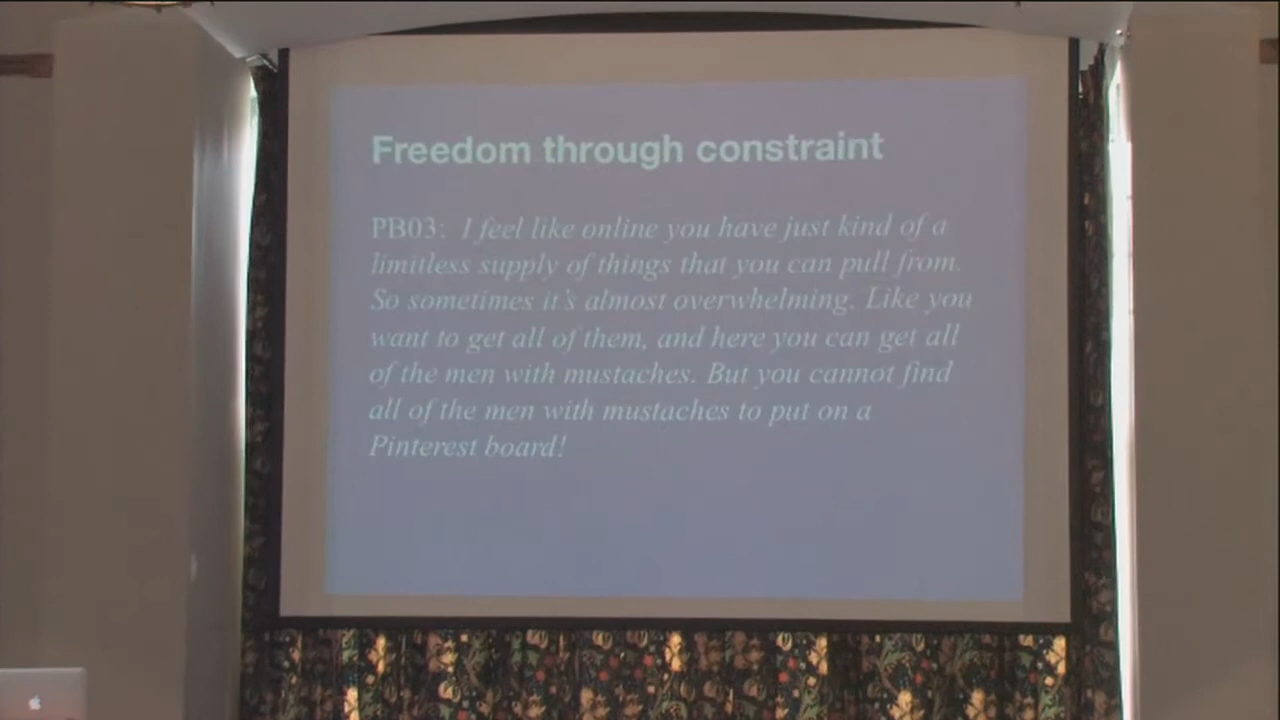 Freedom through constraint
PB03: I feel like online you have just kind of a
limitless supply of things that you can pull from.
So sometimes it's almost overwhelming. Like you
want to get all of them, and here you can get all
of the men with mustaches. But you cannot find
all of the men with mustaches to put on a
Pinterest board!